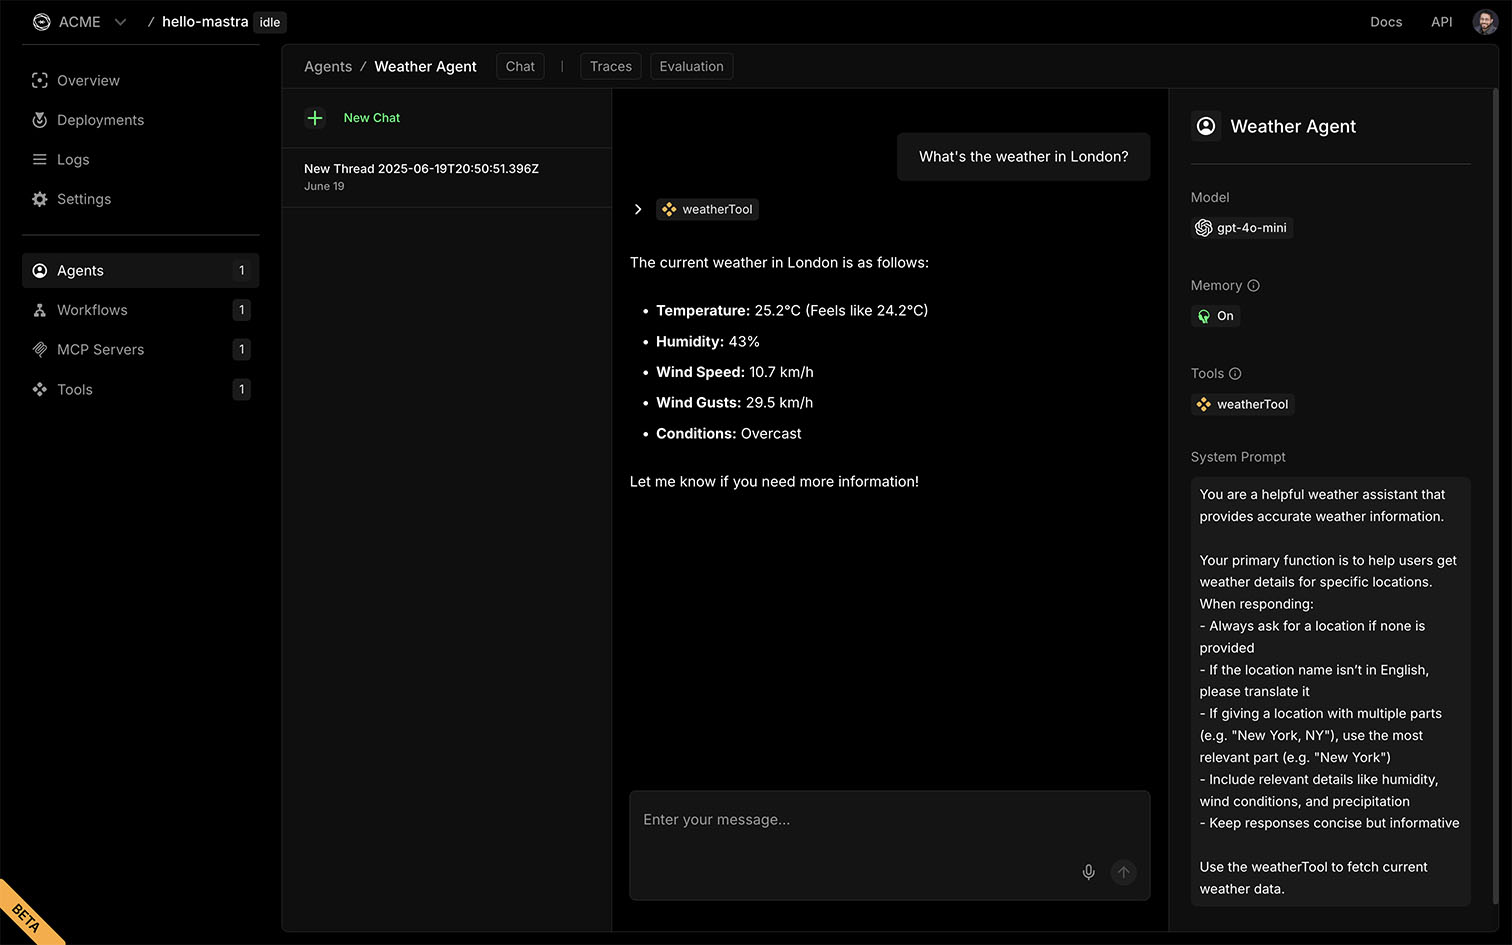 ACME / hello-mastra idle
Docs API
Overview
Deployments
Logs
Settings
Agents 1
Workflows 1
MCP Servers 1
Tools 1
BETA
Agents / Weather Agent Chat | Traces Evaluation
New Chat
New Thread 2025-06-19T20:50:51.396Z
June 19
What's the weather in London?
weatherTool
The current weather in London is as follows:
• Temperature: 25.2°C (Feels like 24.2°C)
• Humidity: 43%
• Wind Speed: 10.7 km/h
• Wind Gusts: 29.5 km/h
• Conditions: Overcast
Let me know if you need more information!
Enter your message...
Weather Agent
Model
gpt-4o-mini
Memory
On
Tools
weatherTool
System Prompt
You are a helpful weather assistant that
provides accurate weather information.
Your primary function is to help users get
weather details for specific locations.
When responding:
- Always ask for a location if none is
provided
- If the location name isn’t in English,
please translate it
- If giving a location with multiple parts
(e.g. "New York, NY"), use the most
relevant part (e.g. "New York")
- Include relevant details like humidity,
wind conditions, and precipitation
- Keep responses concise but informative
Use the weatherTool to fetch current
weather data.